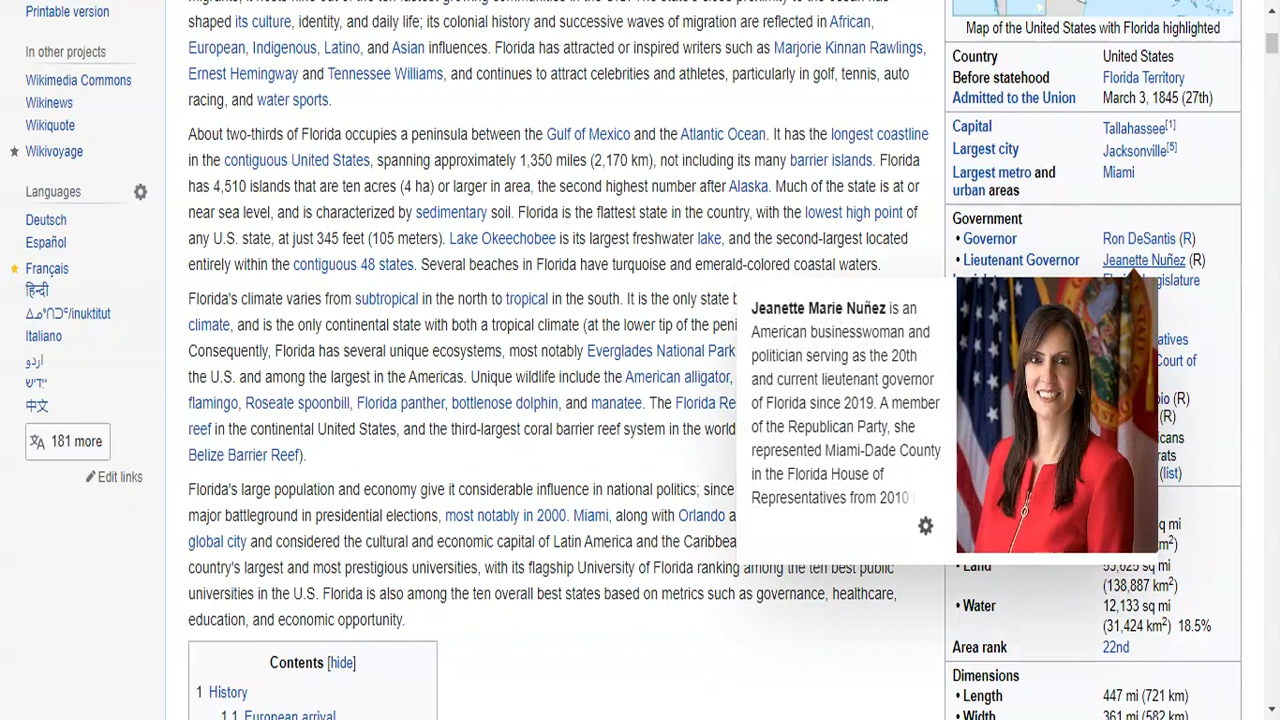 Printable version
In other projects
Wikimedia Commons
Wikinews
Wikiquote
Wikivoyage
Languages
Deutsch
Español
Français
हिन्दी
ᐃᓄᒃᑎᑐᑦ/inuktitut
Italiano
اردو
ייִדיש
中文
181 more
Edit links
shaped its culture, identity, and daily life; its colonial history and successive waves of migration are reflected in African,
European, Indigenous, Latino, and Asian influences. Florida has attracted or inspired writers such as Marjorie Kinnan Rawlings,
Ernest Hemingway and Tennessee Williams, and continues to attract celebrities and athletes, particularly in golf, tennis, auto
racing, and water sports.
About two-thirds of Florida occupies a peninsula between the Gulf of Mexico and the Atlantic Ocean. It has the longest coastline
in the contiguous United States, spanning approximately 1,350 miles (2,170 km), not including its many barrier islands. Florida
has 4,510 islands that are ten acres (4 ha) or larger in area, the second highest number after Alaska. Much of the state is at or
near sea level, and is characterized by sedimentary soil. Florida is the flattest state in the country, with the lowest high point of
any U.S. state, at just 345 feet (105 meters). Lake Okeechobee is its largest freshwater lake, and the second-largest located
entirely within the contiguous 48 states. Several beaches in Florida have turquoise and emerald-colored coastal waters.
Florida's climate varies from subtropical in the north to tropical in the south. It is the only state b
climate, and is the only continental state with both a tropical climate (at the lower tip of the peni
Consequently, Florida has several unique ecosystems, most notably Everglades National Park
the U.S. and among the largest in the Americas. Unique wildlife include the American alligator,
flamingo, Roseate spoonbill, Florida panther, bottlenose dolphin, and manatee. The Florida Re
reef in the continental United States, and the third-largest coral barrier reef system in the world
Belize Barrier Reef).
Florida's large population and economy give it considerable influence in national politics; since
major battleground in presidential elections, most notably in 2000. Miami, along with Orlando a
global city and considered the cultural and economic capital of Latin America and the Caribbea
country's largest and most prestigious universities, with its flagship University of Florida ranking among the ten best public
universities in the U.S. Florida is also among the ten overall best states based on metrics such as governance, healthcare,
education, and economic opportunity.
Contents [hide]
1 History
1.1 European arrival
Jeanette Marie Nuñez is an
American businesswoman and
politician serving as the 20th
and current lieutenant governor
of Florida since 2019. A member
of the Republican Party, she
represented Miami-Dade County
in the Florida House of
Representatives from 2010
Map of the United States with Florida highlighted
Country United States
Before statehood Florida Territory
Admitted to the Union March 3, 1845 (27th)
Capital Tallahassee[1]
Largest city Jacksonville[5]
Largest metro and Miami
urban areas
Government
• Governor Ron DeSantis (R)
• Lieutenant Governor Jeanette Nuñez (R)
egislature
atives
Court of
(R)
(R)
cans
rats
(list)
sq mi
• Land 53,625 sq mi
(138,887 km²)
• Water 12,133 sq mi
(31,424 km²) 18.5%
Area rank 22nd
Dimensions
• Length 447 mi (721 km)
• Width 361 mi (582 km)